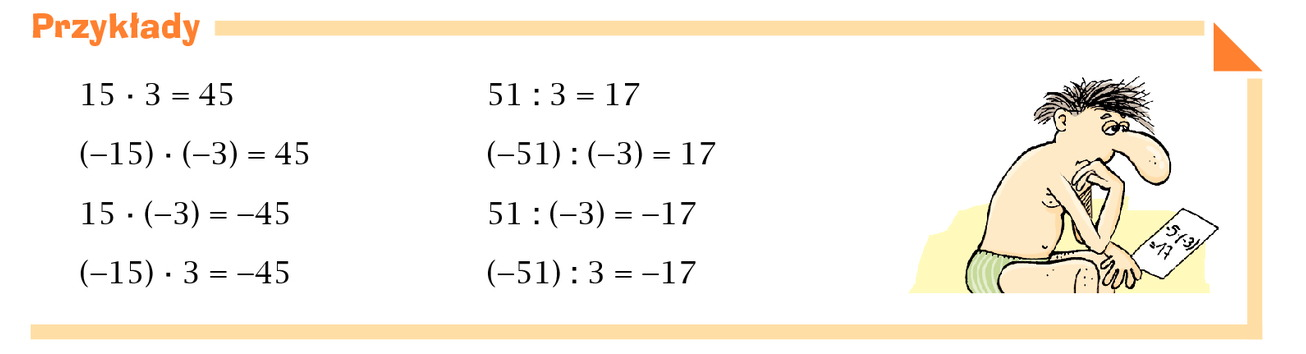 Przykłady
15 · 3 = 45
(–15) · (–3) = 45
15 · (–3) = –45
(–15) · 3 = –45
51 : 3 = 17
(–51) : (–3) = 17
51 : (–3) = –17
(–51) : 3 = –17